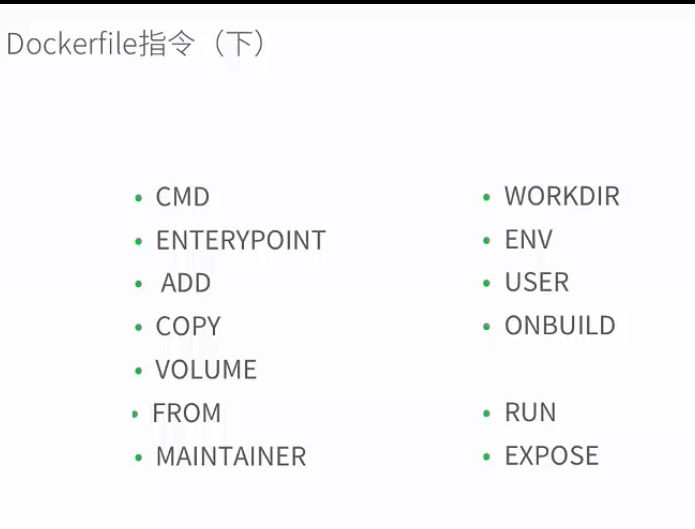 Dockerfile指令（下）
• CMD
• ENTERYPOINT
• ADD
• COPY
• VOLUME
• FROM
• MAINTAINER
• WORKDIR
• ENV
• USER
• ONBUILD
• RUN
• EXPOSE